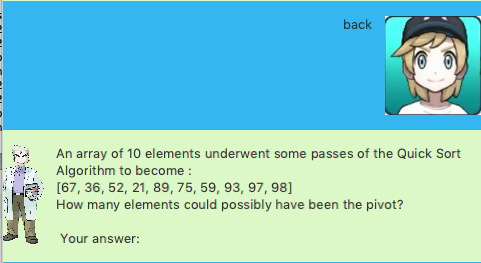 back
An array of 10 elements underwent some passes of the Quick Sort
Algorithm to become :
[67, 36, 52, 21, 89, 75, 59, 93, 97, 98]
How many elements could possibly have been the pivot?
Your answer: